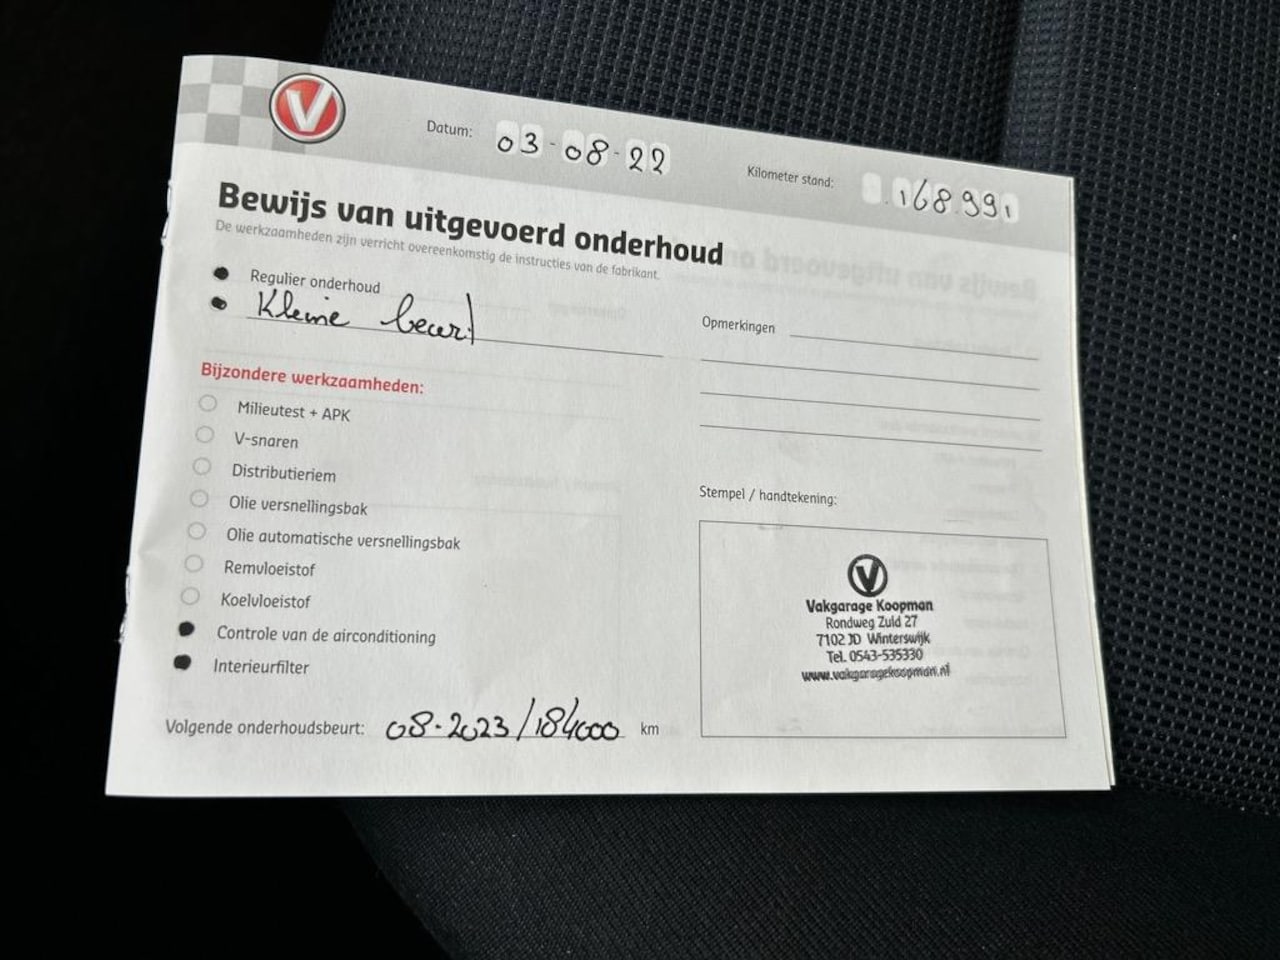 V
Datum: 03-08-22
Kilometer stand: 168.991
Bewijs van uitgevoerd onderhoud
De werkzaamheden zijn verricht overeenkomstig de instructies van de fabrikant.
Regulier onderhoud
Kleine beurt
Opmerkingen
Bijzondere werkzaamheden:
Milieutest + APK
V-snaren
Distributieriem
Olie versnellingsbak
Olie automatische versnellingsbak
Remvloeistof
Koelvloeistof
Controle van de airconditioning
Interieurfilter
Volgende onderhoudsbeurt: 08-2023/184000 km
Stempel / handtekening:
V
Vakgarage Koopman
Rondweg Zuid 27
7102 JD Winterswijk
Tel. 0543-535330
www.vakgaragekoopman.nl